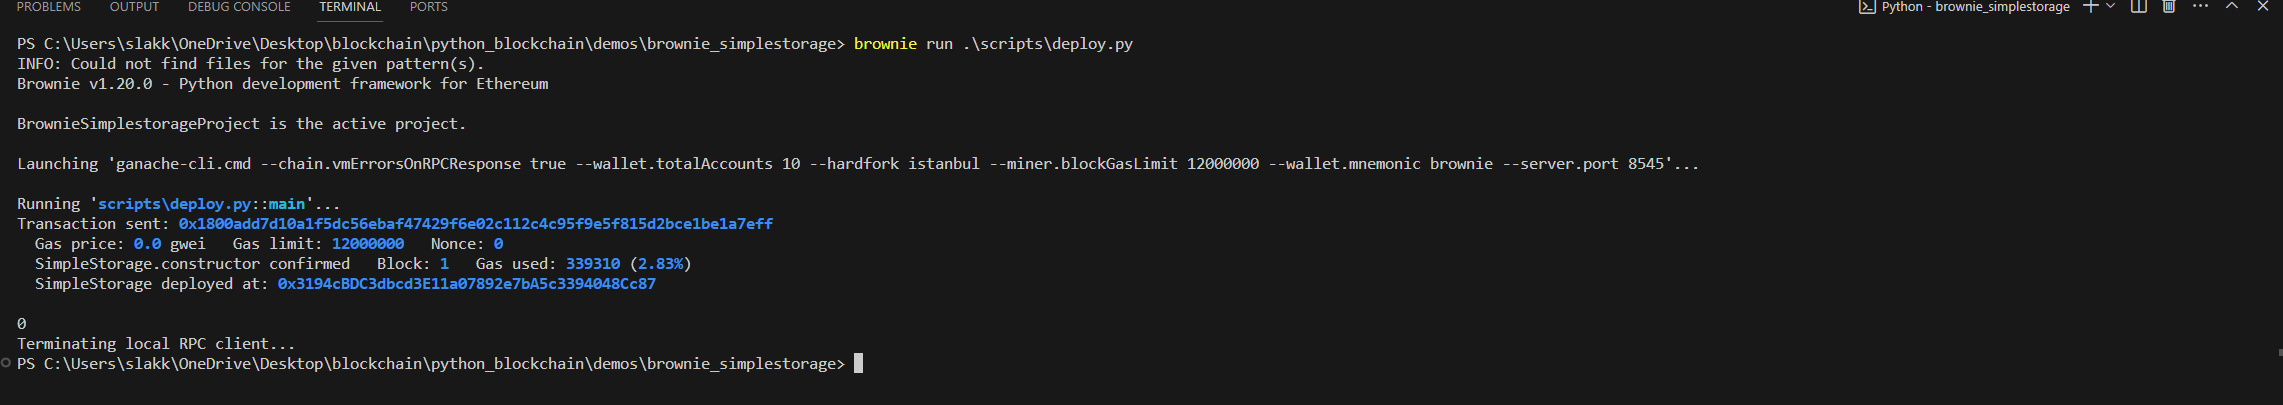 PROBLEMS OUTPUT DEBUG CONSOLE TERMINAL PORTS Python - brownie_simplestorage
PS C:\Users\slakk\OneDrive\Desktop\blockchain\python_blockchain\demos\brownie_simplestorage> brownie run .\scripts\deploy.py
INFO: Could not find files for the given pattern(s).
Brownie v1.20.0 - Python development framework for Ethereum
BrownieSimplestorageProject is the active project.
Launching 'ganache-cli.cmd --chain.vmErrorsOnRPCResponse true --wallet.totalAccounts 10 --hardfork istanbul --miner.blockGasLimit 12000000 --wallet.mnemonic brownie --server.port 8545'...
Running 'scripts\deploy.py::main'...
Transaction sent: 0x1800add7d10a1f5dc56ebaf47429f6e02c112c4c95f9e5f815d2bce1be1a7eff
Gas price: 0.0 gwei Gas limit: 12000000 Nonce: 0
SimpleStorage.constructor confirmed Block: 1 Gas used: 339310 (2.83%)
SimpleStorage deployed at: 0x3194cBDC3dbcd3E11a07892e7bA5c3394048Cc87
0
Terminating local RPC client...
PS C:\Users\slakk\OneDrive\Desktop\blockchain\python_blockchain\demos\brownie_simplestorage>